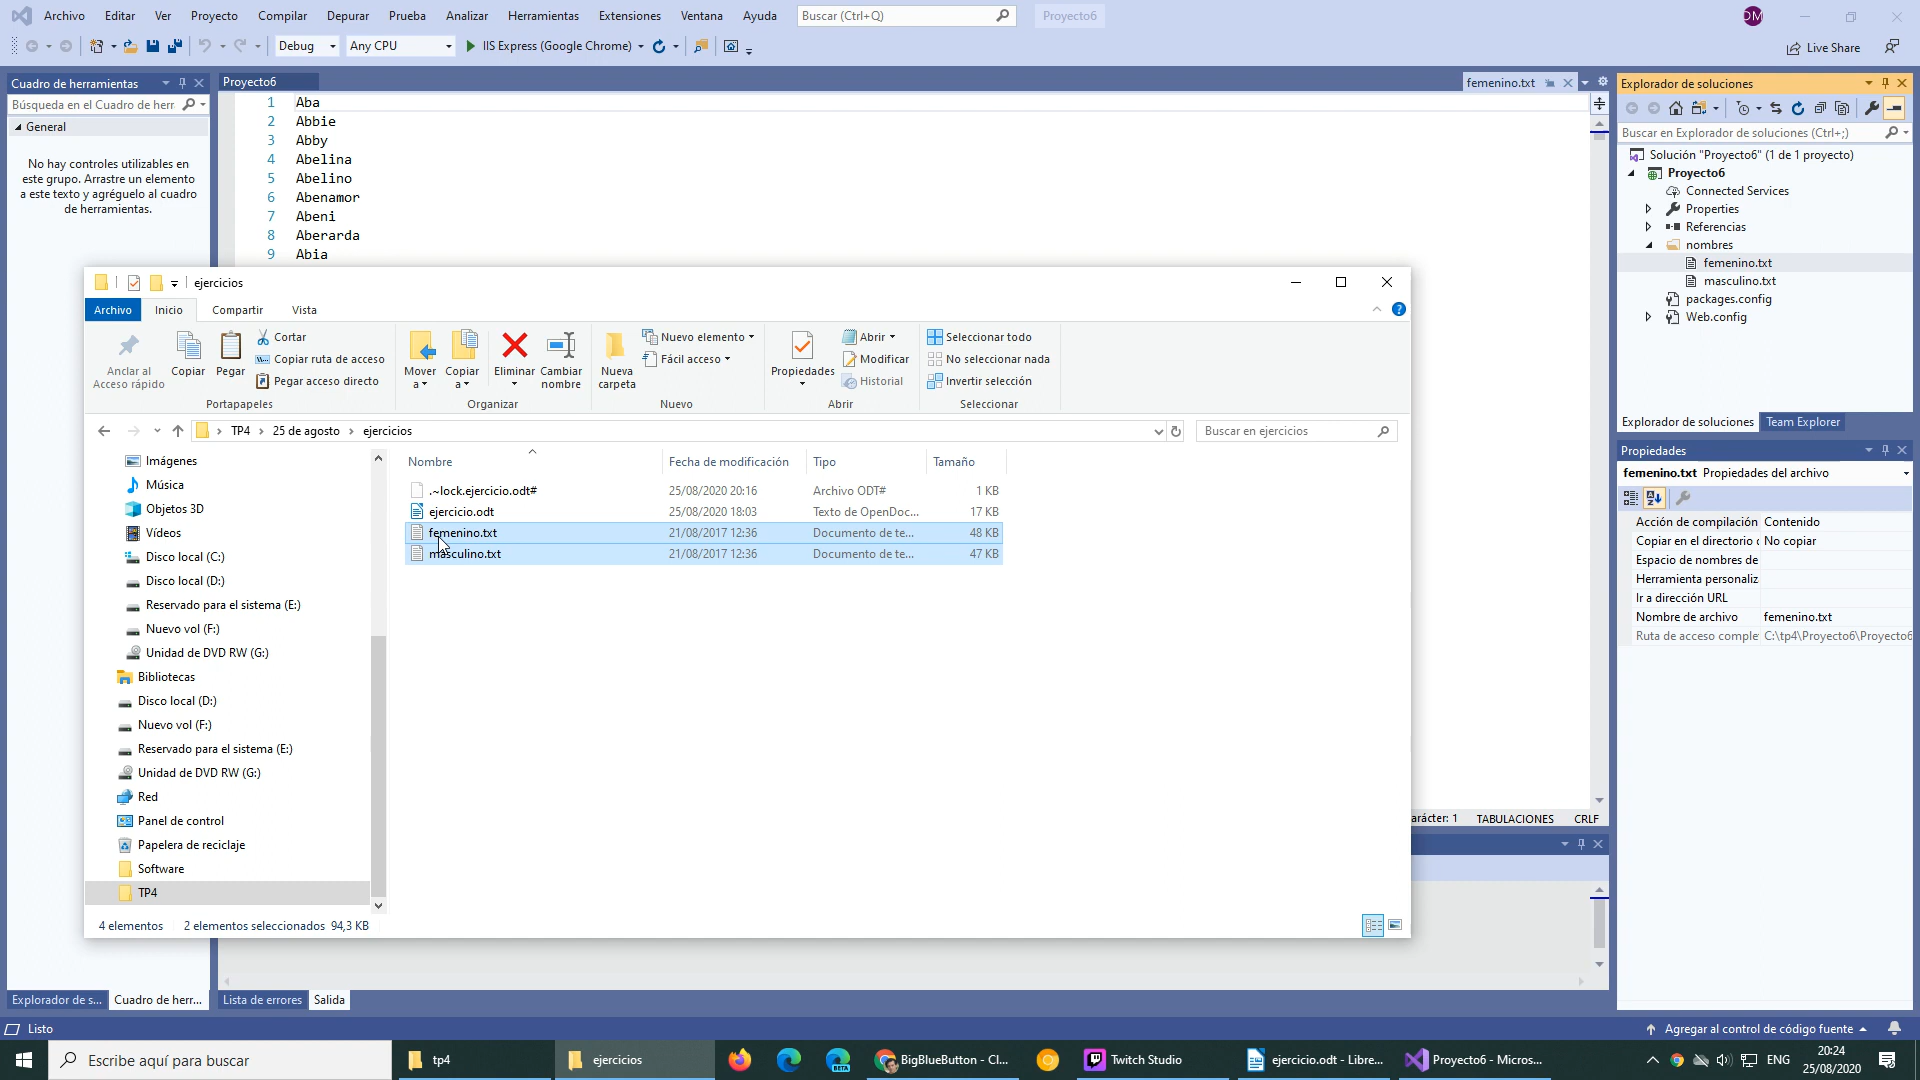 Archivo Editar Ver Proyecto Compilar Depurar Prueba Analizar Herramientas Extensiones Ventana Ayuda Buscar (Ctrl+Q) Proyecto6 DM
Debug Any CPU IIS Express (Google Chrome) Live Share
Cuadro de herramientas
Búsqueda en el Cuadro de herr
General
No hay controles utilizables en
este grupo. Arrastre un elemento
a este texto y agréguelo al cuadro
de herramientas.
Proyecto6 femenino.txt
1 Aba
2 Abbie
3 Abby
4 Abelina
5 Abelino
6 Abenamor
7 Abeni
8 Aberarda
9 Abia
Explorador de soluciones
Buscar en Explorador de soluciones (Ctrl+;)
Solución "Proyecto6" (1 de 1 proyecto)
Proyecto6
Connected Services
Properties
Referencias
nombres
femenino.txt
masculino.txt
packages.config
Web.config
Explorador de soluciones Team Explorer
Propiedades
femenino.txt Propiedades del archivo
Acción de compilación Contenido
Copiar en el directorio No copiar
Espacio de nombres de
Herramienta personaliz
Ir a dirección URL
Nombre de archivo femenino.txt
Ruta de acceso comple C:\tp4\Proyecto6\Proyecto6
ejercicios
Archivo Inicio Compartir Vista
Anclar al
Acceso rápido
Copiar
Pegar
Cortar
Copiar ruta de acceso
Pegar acceso directo
Portapapeles
Mover
a
Copiar
a
Eliminar
Cambiar
nombre
Organizar
Nueva
carpeta
Nuevo elemento
Fácil acceso
Nuevo
Propiedades
Abrir
Modificar
Historial
Abrir
Seleccionar todo
No seleccionar nada
Invertir selección
Seleccionar
TP4 25 de agosto ejercicios Buscar en ejercicios
Imágenes
Música
Objetos 3D
Vídeos
Disco local (C:)
Disco local (D:)
Reservado para el sistema (E:)
Nuevo vol (F:)
Unidad de DVD RW (G:)
Bibliotecas
Disco local (D:)
Nuevo vol (F:)
Reservado para el sistema (E:)
Unidad de DVD RW (G:)
Red
Panel de control
Papelera de reciclaje
Software
TP4
Nombre Fecha de modificación Tipo Tamaño
.~lock.ejercicio.odt# 25/08/2020 20:16 Archivo ODT# 1 KB
ejercicio.odt 25/08/2020 18:03 Texto de OpenDoc... 17 KB
femenino.txt 21/08/2017 12:36 Documento de te... 48 KB
masculino.txt 21/08/2017 12:36 Documento de te... 47 KB
4 elementos 2 elementos seleccionados 94,3 KB
arácter: 1 TABULACIONES CRLF
Explorador de s... Cuadro de herr... Lista de errores Salida
Listo Agregar al control de código fuente
Escribe aquí para buscar tp4 ejercicios BETA BigBlueButton - Cl... Twitch Studio ejercicio.odt - Libre... Proyecto6 - Micros... ENG
20:24
25/08/2020